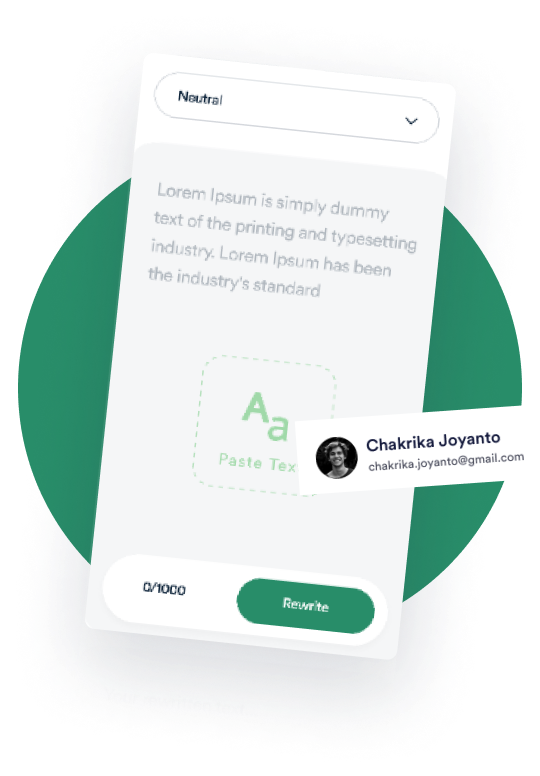 Neutral
Lorem Ipsum is simply dummy
text of the printing and typesetting
industry. Lorem Ipsum has been
the industry's standard
Aa
Paste Tex
Chakrika Joyanto
chakrika.joyanto@gmail.com
0/1000
Rewrite